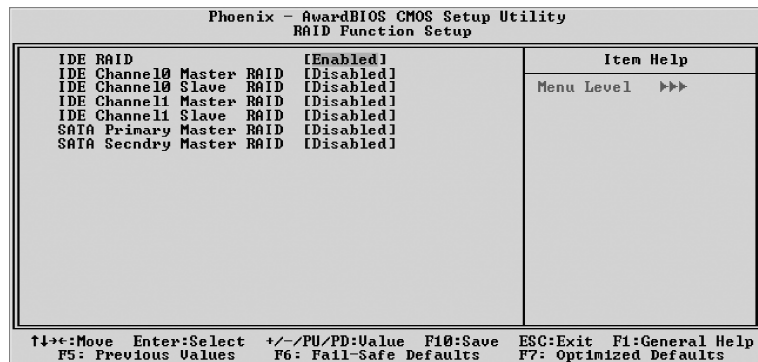 Phoenix – AwardBIOS CMOS Setup Utility
RAID Function Setup
IDE RAID [Enabled]
IDE Channel0 Master RAID [Disabled]
IDE Channel0 Slave RAID [Disabled]
IDE Channel1 Master RAID [Disabled]
IDE Channel1 Slave RAID [Disabled]
SATA Primary Master RAID [Disabled]
SATA Secndry Master RAID [Disabled]
Item Help
Menu Level ▶▶▶
↑↓→←:Move Enter:Select +/-/PU/PD:Value F10:Save ESC:Exit F1:General Help
F5: Previous Values F6: Fail-Safe Defaults F7: Optimized Defaults